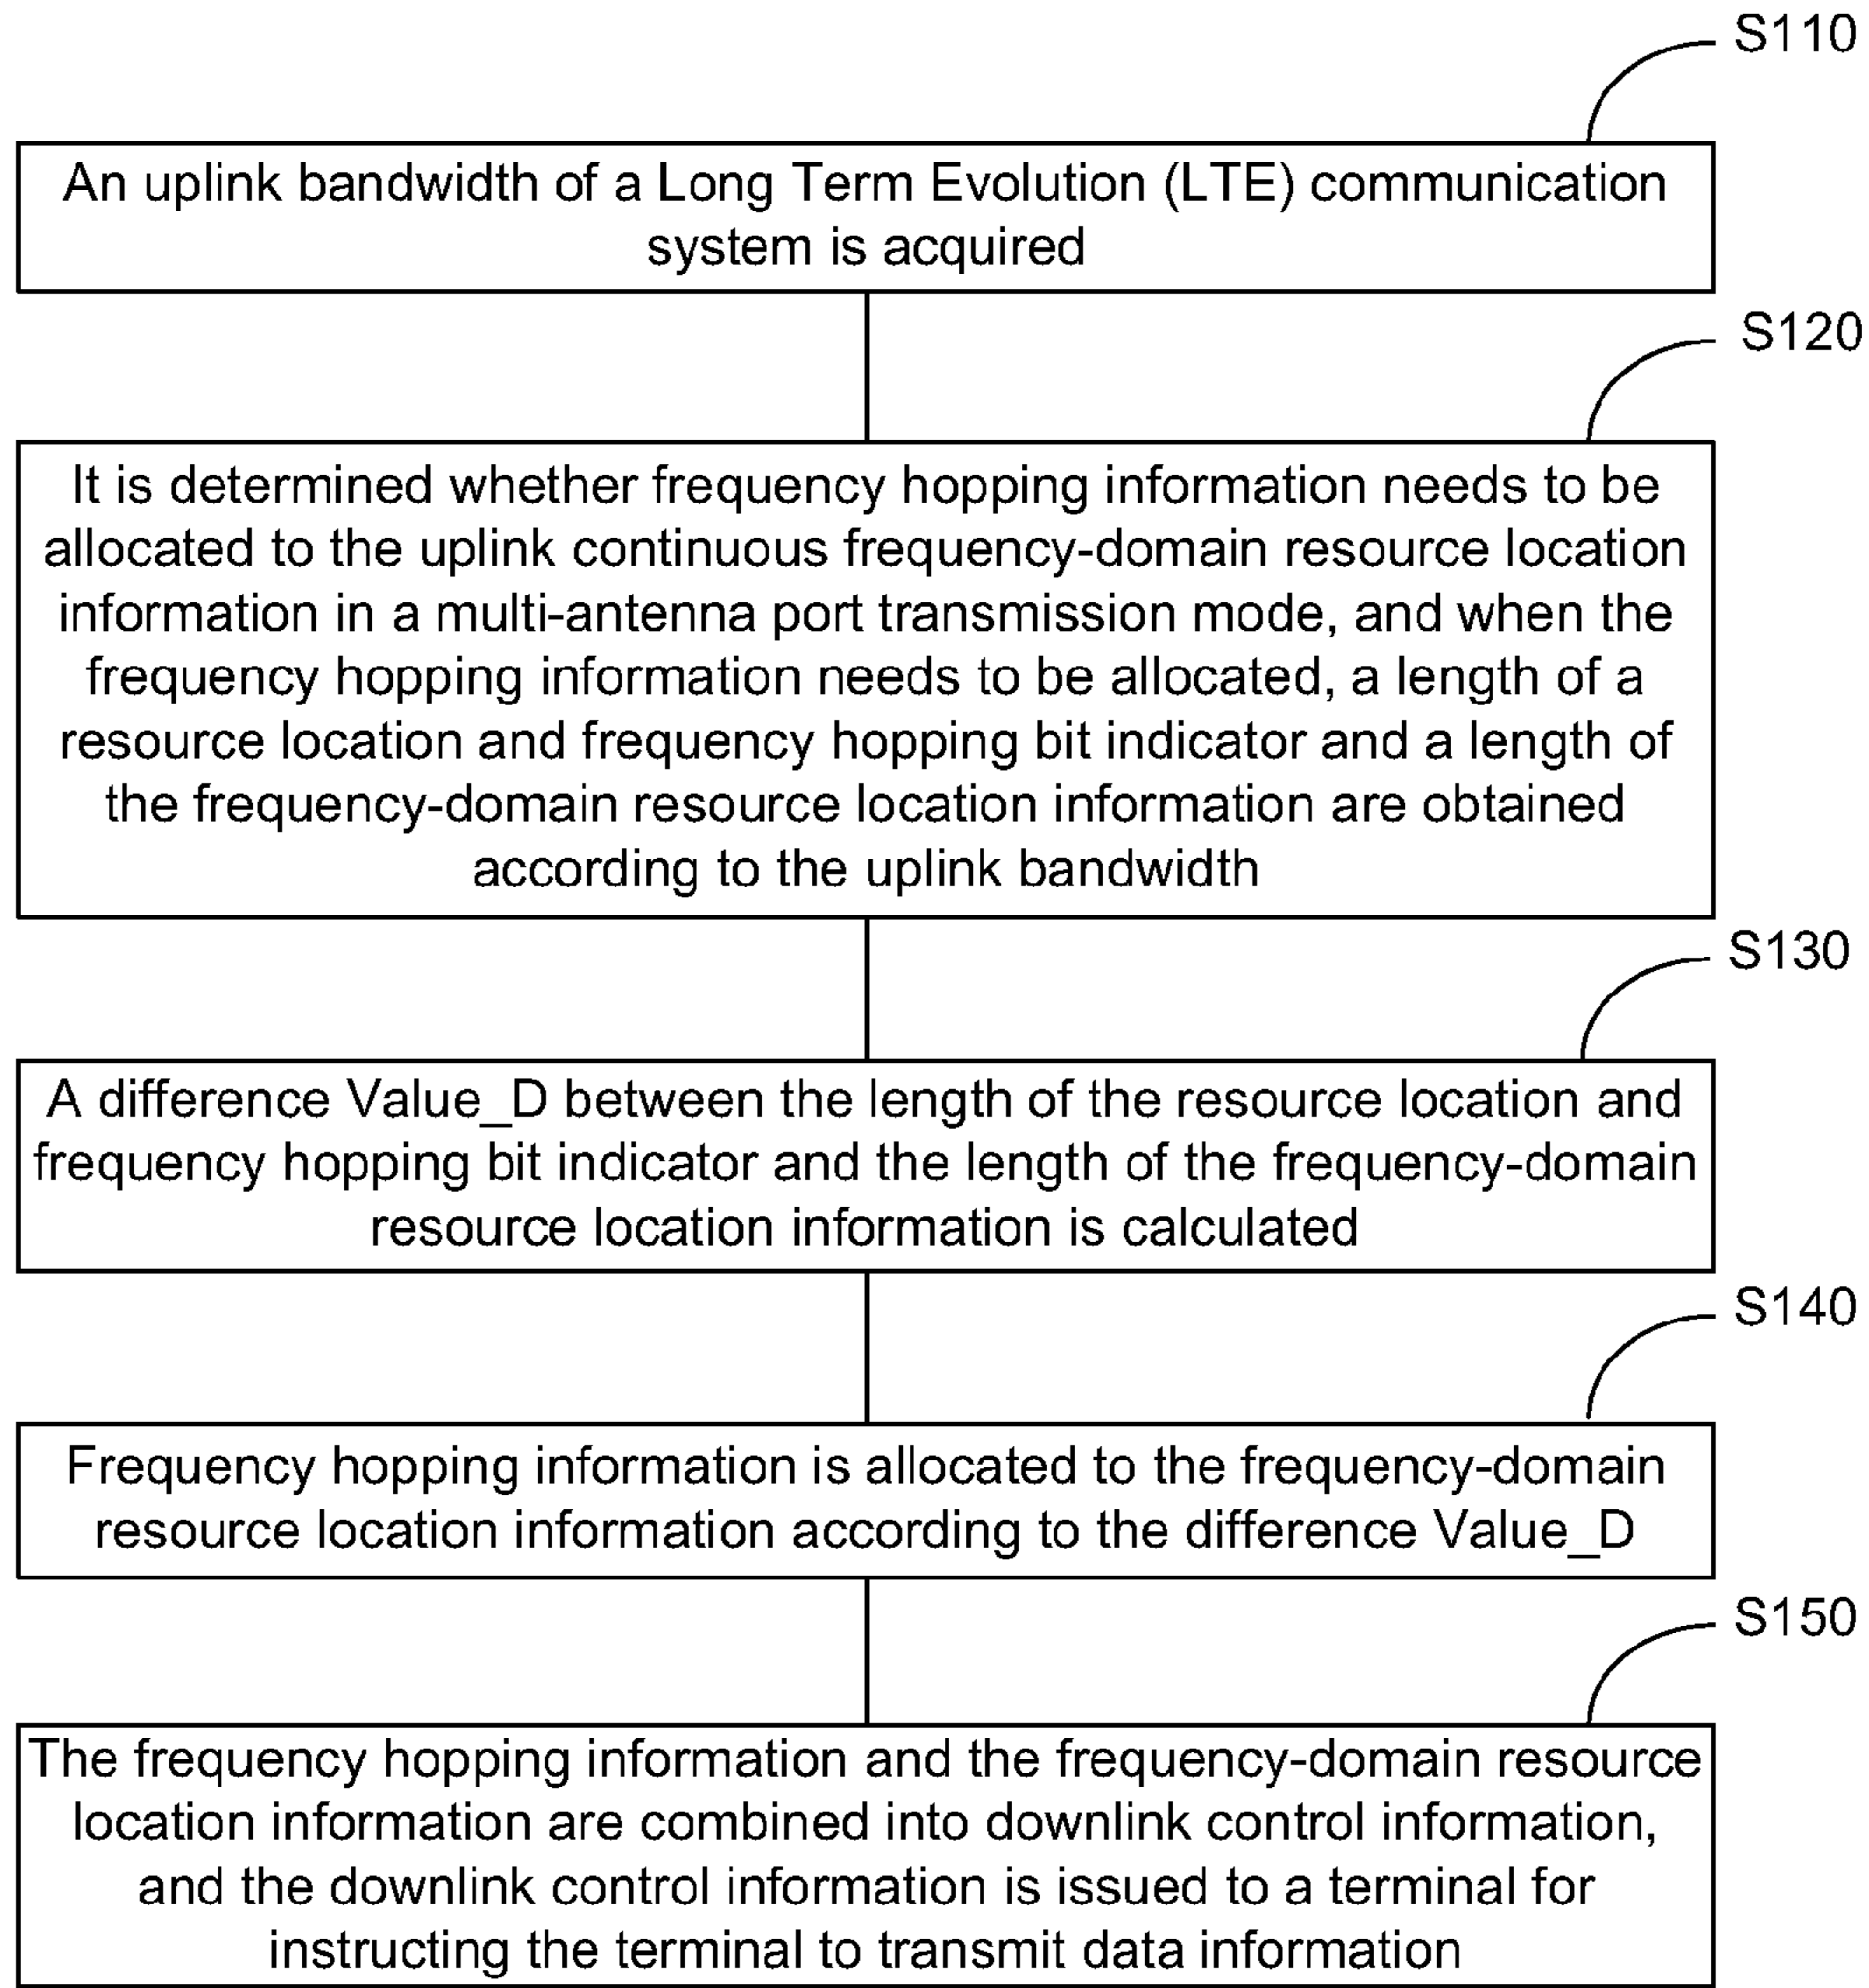 S110
An uplink bandwidth of a Long Term Evolution (LTE) communication
system is acquired
S120
It is determined whether frequency hopping information needs to be
allocated to the uplink continuous frequency-domain resource location
information in a multi-antenna port transmission mode, and when the
frequency hopping information needs to be allocated, a length of a
resource location and frequency hopping bit indicator and a length of
the frequency-domain resource location information are obtained
according to the uplink bandwidth
S130
A difference Value_D between the length of the resource location and
frequency hopping bit indicator and the length of the frequency-domain
resource location information is calculated
S140
Frequency hopping information is allocated to the frequency-domain
resource location information according to the difference Value_D
S150
The frequency hopping information and the frequency-domain resource
location information are combined into downlink control information,
and the downlink control information is issued to a terminal for
instructing the terminal to transmit data information